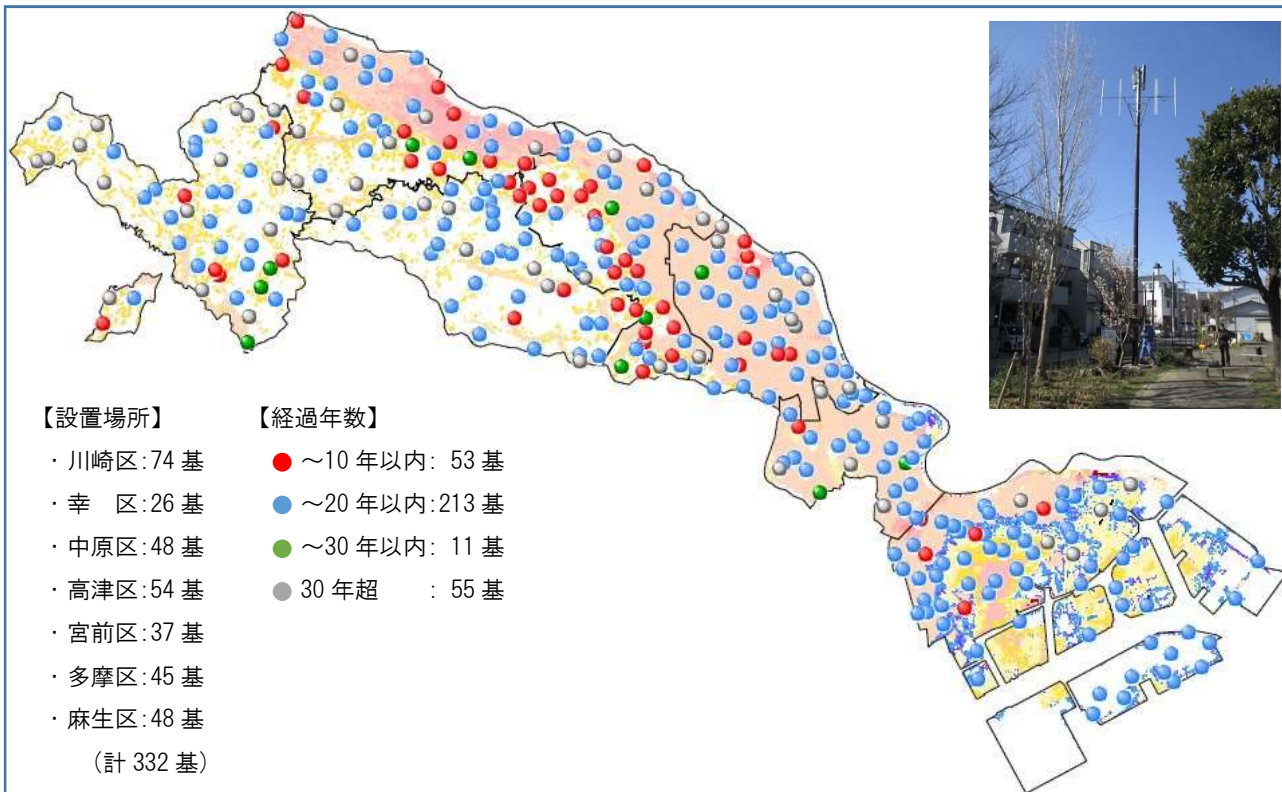 【設置場所】
・川崎区:74 基
・幸　区:26 基
・中原区:48 基
・高津区:54 基
・宮前区:37 基
・多摩区:45 基
・麻生区:48 基
（計 332 基）
【経過年数】
～10 年以内: 53 基
～20 年以内:213 基
～30 年以内: 11 基
30 年超　: 55 基